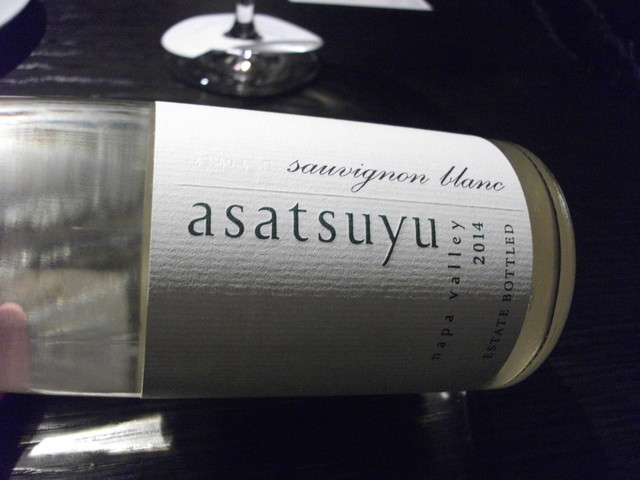 sauvignon blanc
asatsuyu
napa valley
2014
ESTATE BOTTLED